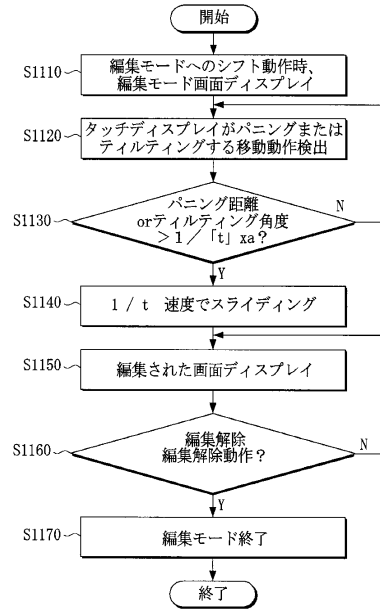 開始
S1110
編集モードへのシフト動作時、
編集モード画面ディスプレイ
S1120
タッチディスプレイがパニングまたは
ティルティングする移動動作検出
S1130
パニング距離
orティルティング角度
>1/「t」xa?
N
Y
S1140
1/t 速度でスライディング
S1150
編集された画面ディスプレイ
S1160
編集解除
編集解除動作?
N
Y
S1170
編集モード終了
終了